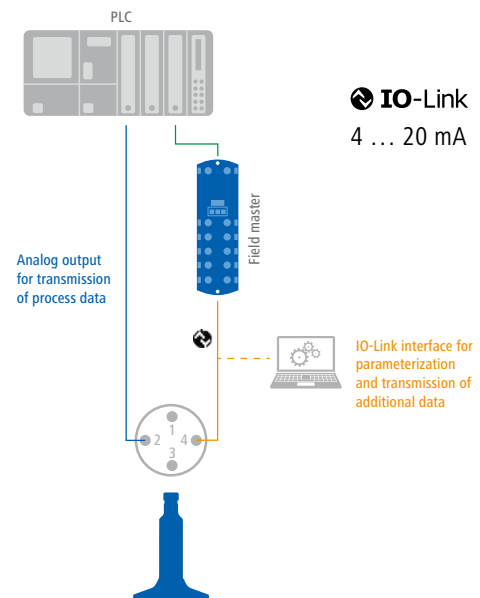 PLC
IO-Link
4 … 20 mA
Field master
Analog output
for transmission
of process data
IO-Link interface for
parameterization
and transmission of
additional data
1
2
4
3